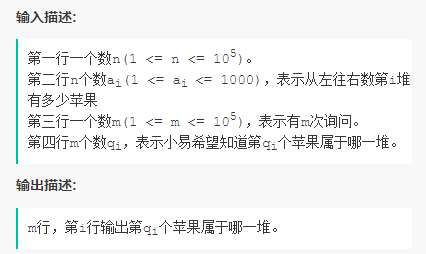 输入描述:
第一行一个数n(1 <= n <= 10^5)。
第二行n个数ai(1 <= ai <= 1000)，表示从左往右数第i堆
有多少苹果
第三行一个数m(1 <= m <= 10^5)，表示有m次询问。
第四行m个数qi，表示小易希望知道第qi个苹果属于哪一堆。
输出描述:
m行，第i行输出第qi个苹果属于哪一堆。